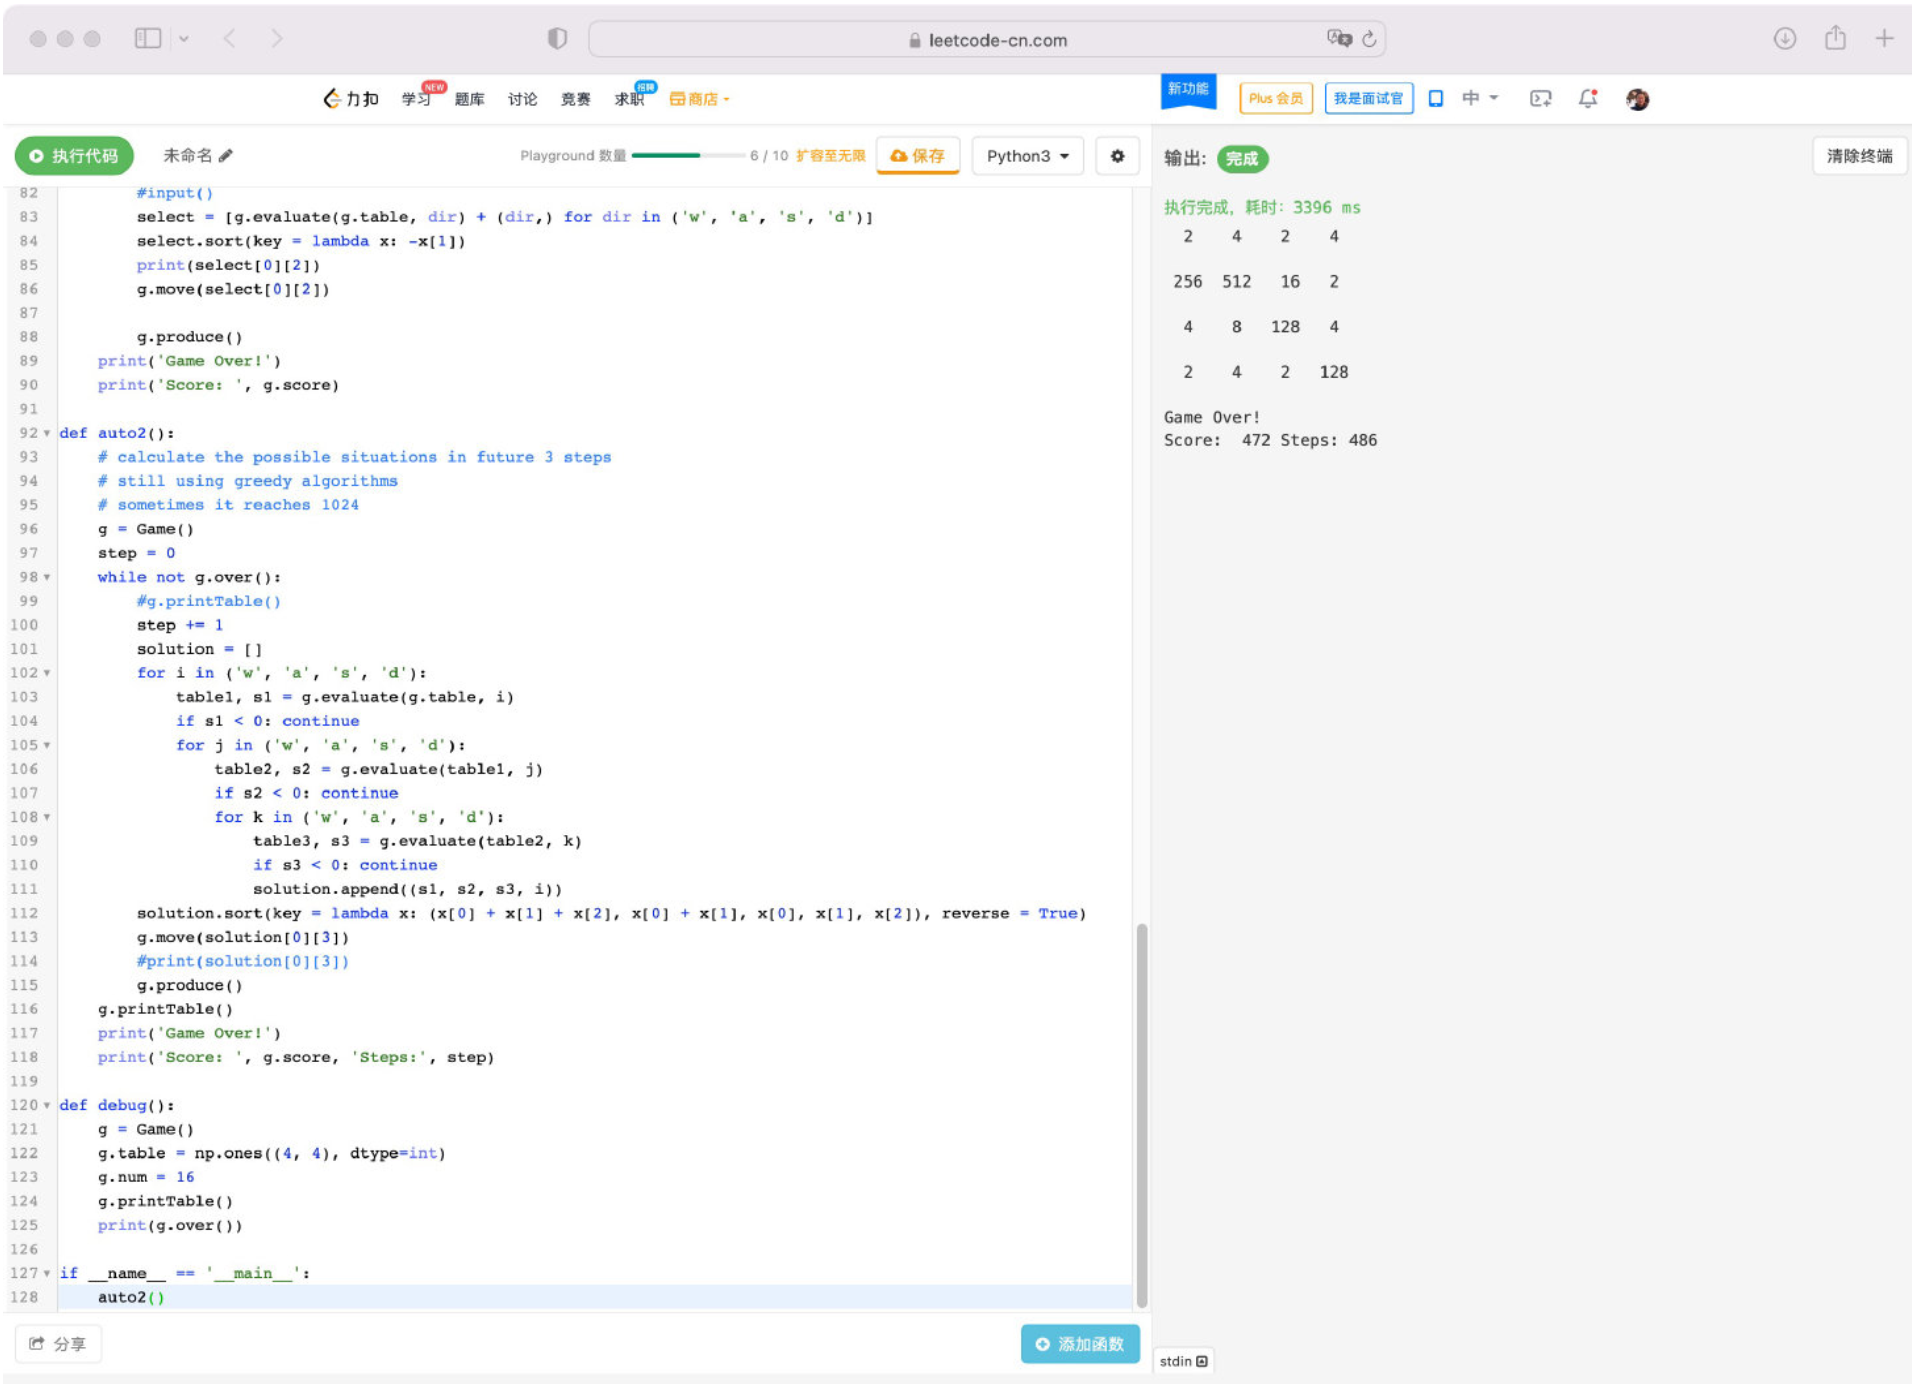 leetcode-cn.com
力扣 学习 NEW 题库 讨论 竞赛 求职 招聘 商店 新功能 Plus 会员 我是面试官 中
执行代码 未命名 Playground 数量 6 / 10 扩容至无限 保存 Python3 输出: 完成 清除终端
82 #input()
83 select = [g.evaluate(g.table, dir) + (dir,) for dir in ('w', 'a', 's', 'd')]
84 select.sort(key = lambda x: -x[1])
85 print(select[0][2])
86 g.move(select[0][2])
87
88 g.produce()
89 print('Game Over!')
90 print('Score: ', g.score)
91
92 def auto2():
93 # calculate the possible situations in future 3 steps
94 # still using greedy algorithms
95 # sometimes it reaches 1024
96 g = Game()
97 step = 0
98 while not g.over():
99 #g.printTable()
100 step += 1
101 solution = []
102 for i in ('w', 'a', 's', 'd'):
103 table1, s1 = g.evaluate(g.table, i)
104 if s1 < 0: continue
105 for j in ('w', 'a', 's', 'd'):
106 table2, s2 = g.evaluate(table1, j)
107 if s2 < 0: continue
108 for k in ('w', 'a', 's', 'd'):
109 table3, s3 = g.evaluate(table2, k)
110 if s3 < 0: continue
111 solution.append((s1, s2, s3, i))
112 solution.sort(key = lambda x: (x[0] + x[1] + x[2], x[0] + x[1], x[0], x[1], x[2]), reverse = True)
113 g.move(solution[0][3])
114 #print(solution[0][3])
115 g.produce()
116 g.printTable()
117 print('Game Over!')
118 print('Score: ', g.score, 'Steps:', step)
119
120 def debug():
121 g = Game()
122 g.table = np.ones((4, 4), dtype=int)
123 g.num = 16
124 g.printTable()
125 print(g.over())
126
127 if __name__ == '__main__':
128 auto2()
执行完成, 耗时: 3396 ms
2 4 2 4
256 512 16 2
4 8 128 4
2 4 2 128
Game Over!
Score: 472 Steps: 486
分享 添加函数 stdin